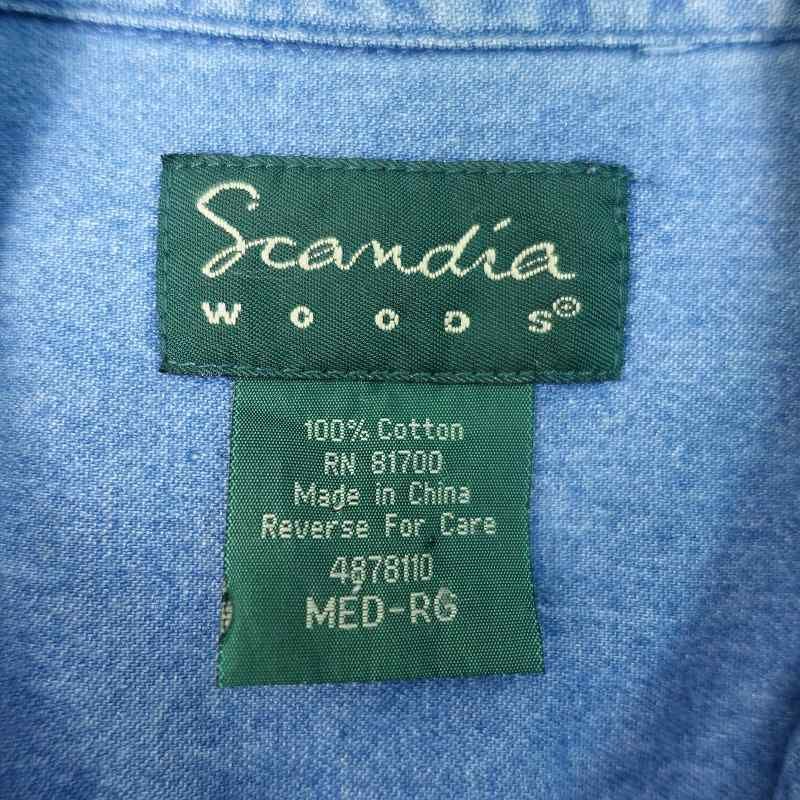 Scandia
WOODS®
100% Cotton
RN 81700
Made in China
Reverse For Care
4878110
MED-RG